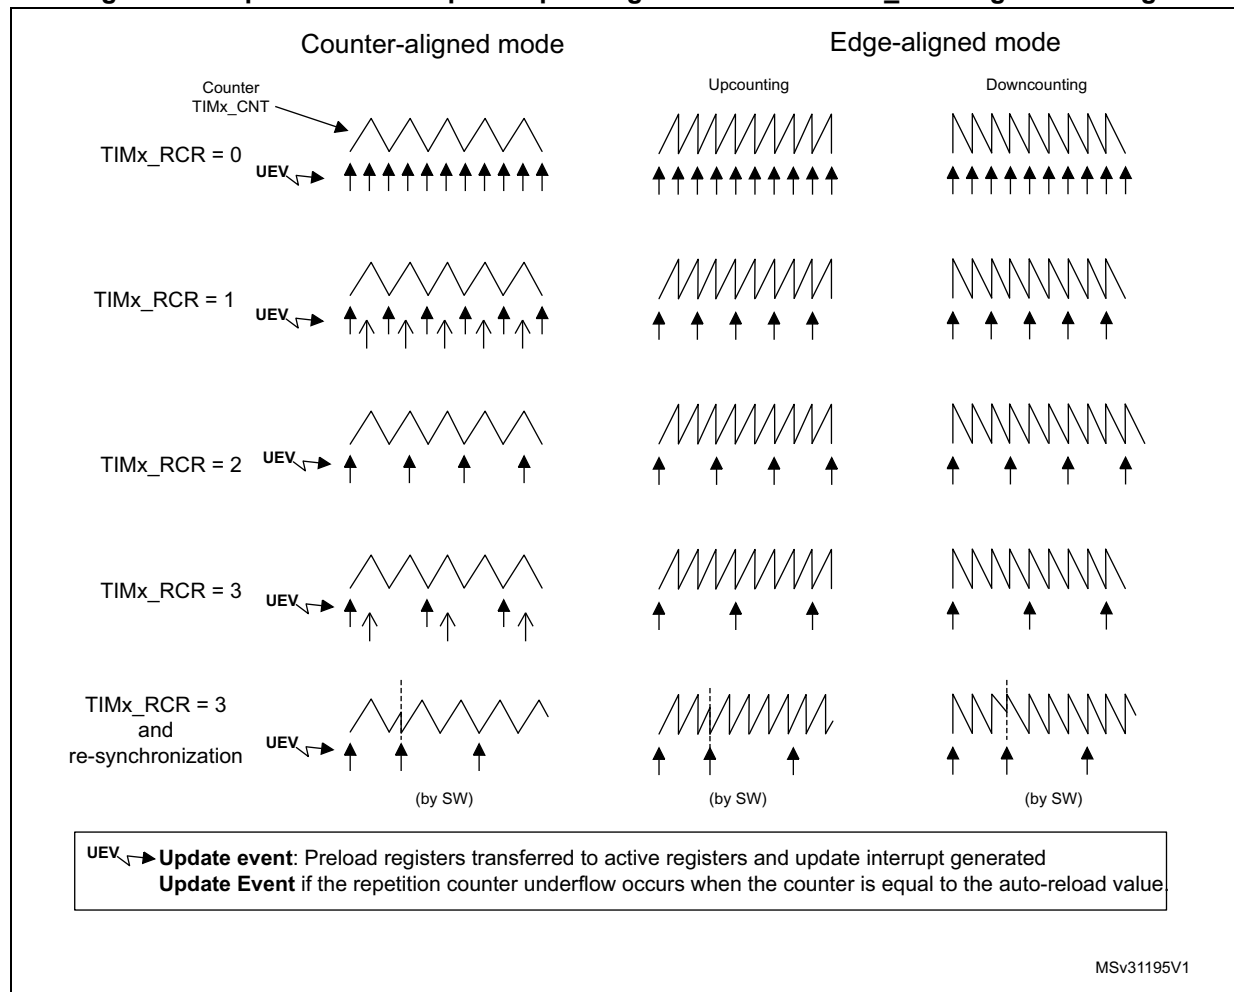 Counter-aligned mode
Edge-aligned mode
Counter
TIMx_CNT
Upcounting
Downcounting
TIMx_RCR = 0
UEV
TIMx_RCR = 1
UEV
TIMx_RCR = 2
UEV
TIMx_RCR = 3
UEV
TIMx_RCR = 3
and
re-synchronization
UEV
(by SW)
(by SW)
(by SW)
UEV Update event: Preload registers transferred to active registers and update interrupt generated
Update Event if the repetition counter underflow occurs when the counter is equal to the auto-reload value.
MSv31195V1